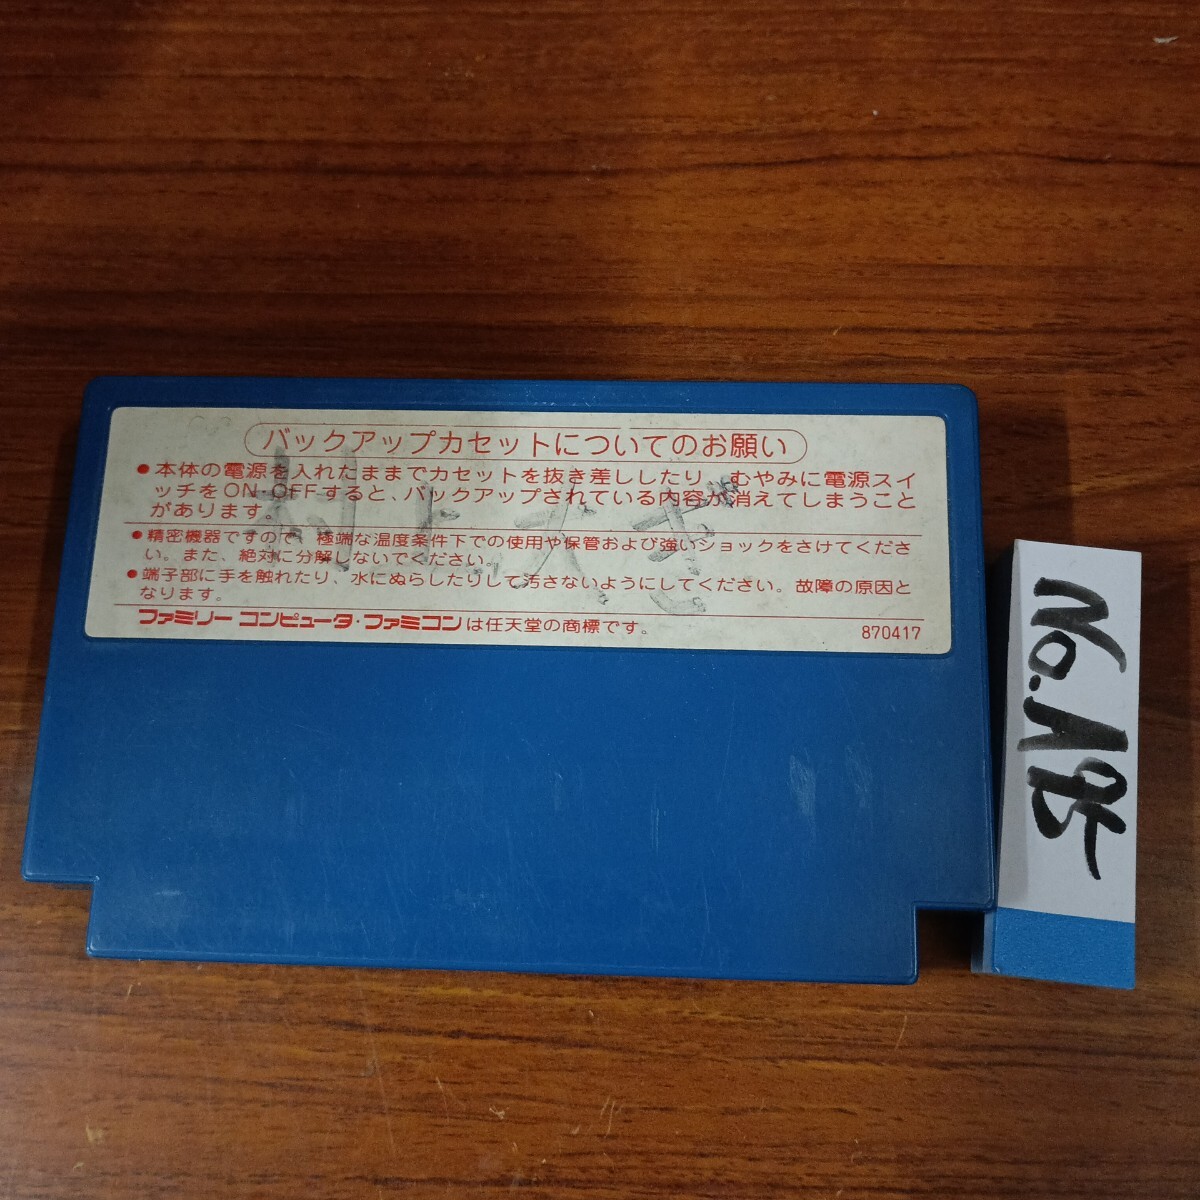 バックアップカセットについてのお願い
●本体の電源を入れたままでカセットを抜き差ししたり、むやみに電源スイ
ッチをON OFFすると、バックアップされている内容が消えてしまうこと
があります。
●精密機器ですので、極端な温度条件下での使用や保管および強いショックをさけてくださ
い。また、絶対に分解しないでください。
●端子部に手を触れたり、水にぬらしたりして汚さないようにしてください。故障の原因と
なります。
ファミリー コンピュータ・ファミコンは任天堂の商標です。
870417
村上
No.185